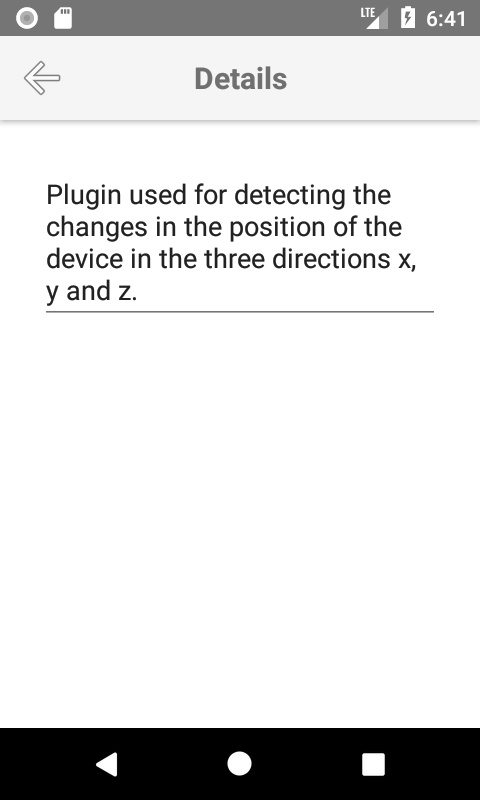 LTE
6:41
Details
Plugin used for detecting the
changes in the position of the
device in the three directions x,
y and z.